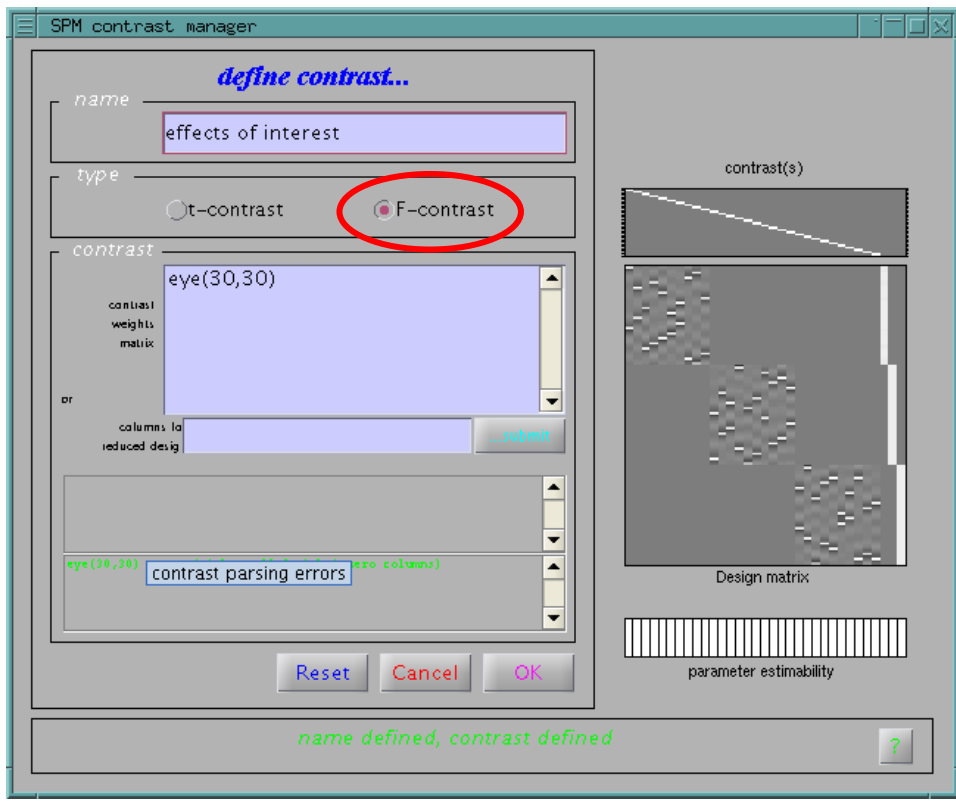 SPM contrast manager
define contrast...
name
effects of interest
type
t-contrast
F-contrast
contrast
contrast
weights
matrix
eye(30,30)
or
columns fo
reduced desig
...submit
eye(30,30)
ero columns)
contrast parsing errors
Reset
Cancel
OK
name defined, contrast defined
?
contrast(s)
Design matrix
parameter estimability